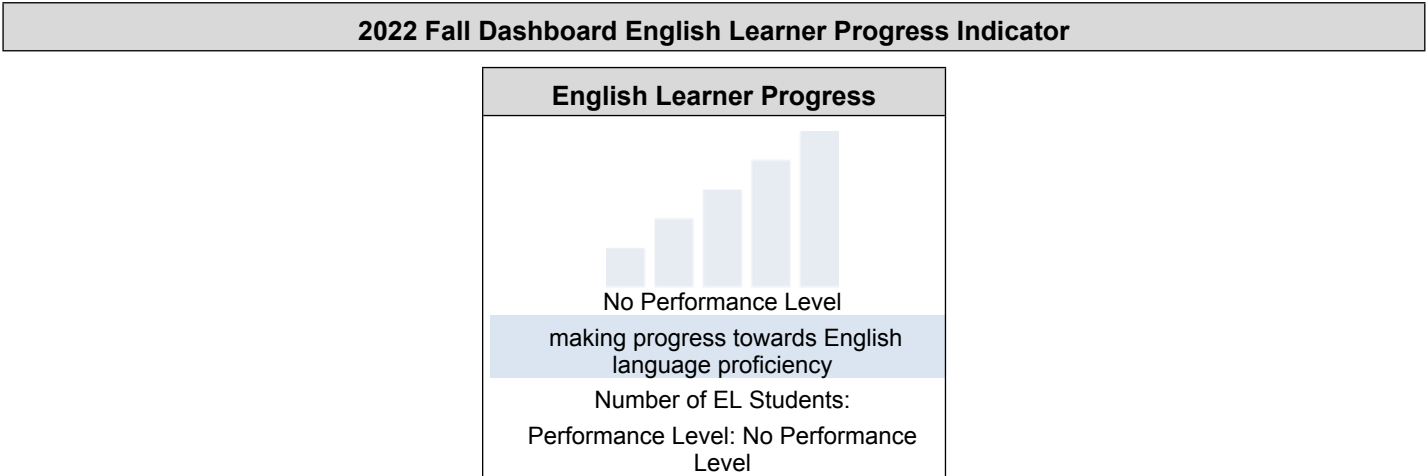 2022 Fall Dashboard English Learner Progress Indicator
English Learner Progress
No Performance Level
making progress towards English
language proficiency
Number of EL Students:
Performance Level: No Performance
Level